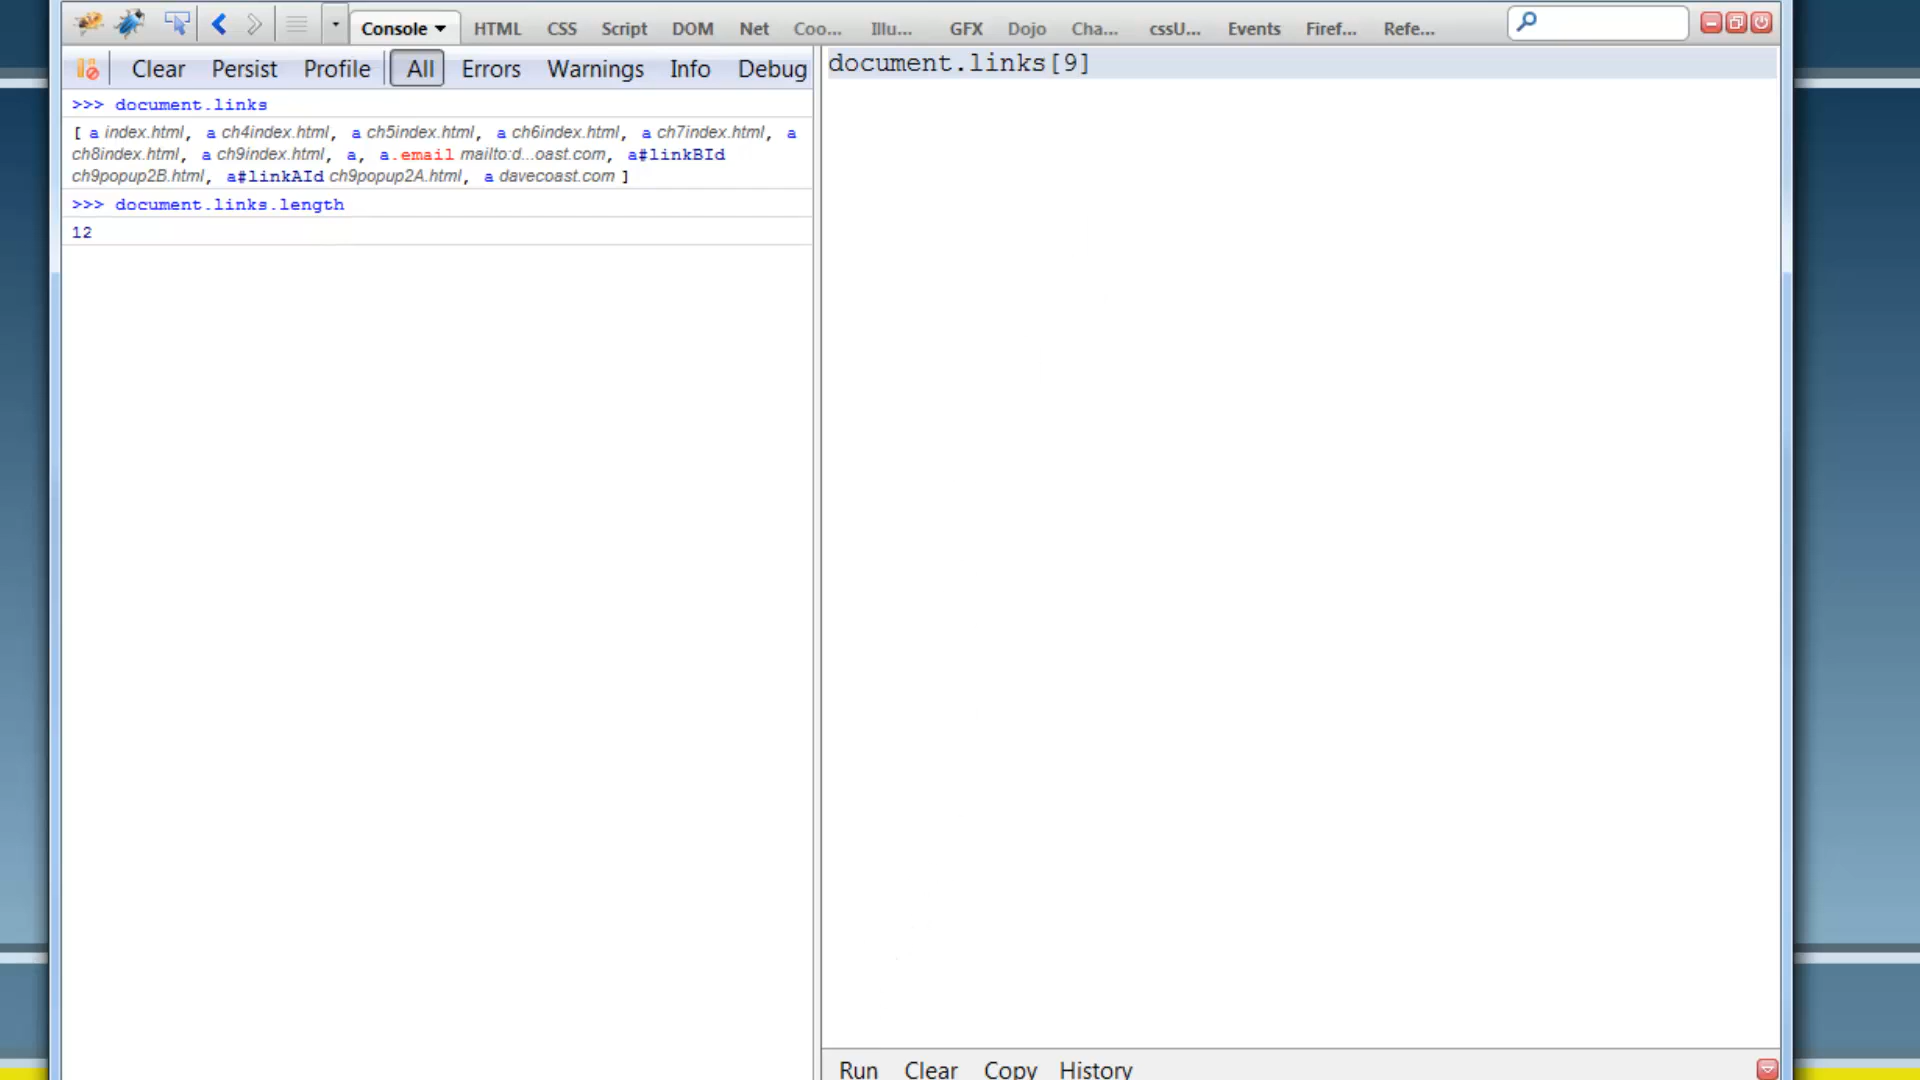 Console HTML CSS Script DOM Net Coo... Illu... GFX Dojo Cha... cssU... Events Firef... Refe...
Clear Persist Profile All Errors Warnings Info Debug
document.links[9]
>>> document.links
[ a index.html, a ch4index.html, a ch5index.html, a ch6index.html, a ch7index.html, a
ch8index.html, a ch9index.html, a, a.email mailto:d...oast.com, a#linkBId
ch9popup2B.html, a#linkAId ch9popup2A.html, a davecoast.com ]
>>> document.links.length
12
Run Clear Copy History